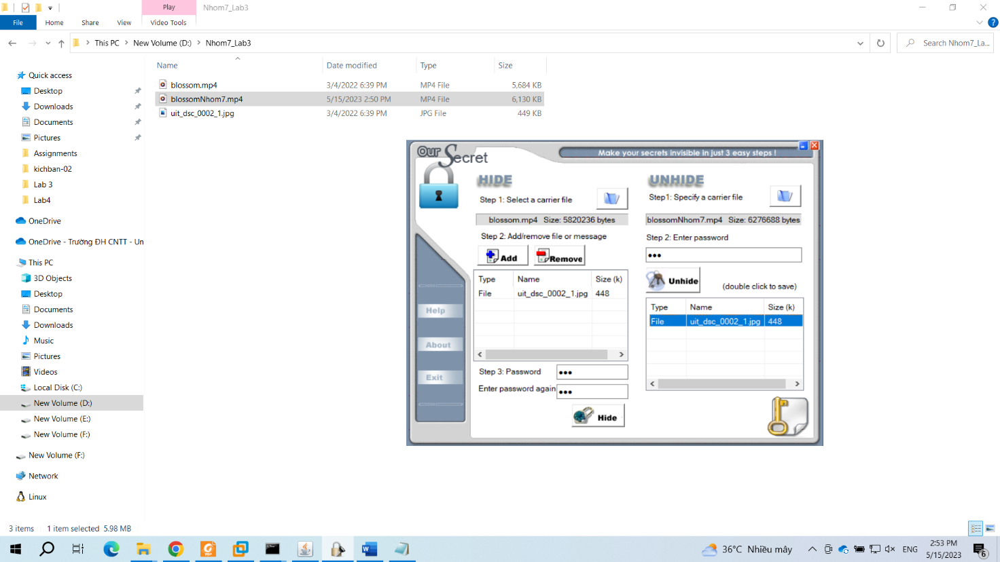 Play
Nhom7_Lab3
File
Home
Share
View
Video Tools
?
This PC
New Volume (D:)
Nhom7_Lab3
Search Nhom7_La...
Name
Date modified
Type
Size
blossom.mp4
3/4/2022 6:39 PM
MP4 File
5,684 KB
blossomNhom7.mp4
5/15/2023 2:50 PM
MP4 File
6,130 KB
uit_dsc_0002_1.jpg
3/4/2022 6:39 PM
JPG File
449 KB
Quick access
Desktop
Downloads
Documents
Pictures
Assignments
kichban-02
Lab 3
Lab4
OneDrive
OneDrive - Trường ĐH CNTT - Un
This PC
3D Objects
Desktop
Documents
Downloads
Music
Pictures
Videos
Local Disk (C:)
New Volume (D:)
New Volume (E:)
New Volume (F:)
New Volume (F:)
Network
Linux
3 items
1 item selected 5.98 MB
Our Secret
Make your secrets invisible in just 3 easy steps !
Help
About
Exit
HIDE
Step 1: Select a carrier file
blossom.mp4 Size: 5820236 bytes
Step 2: Add/remove file or message
Add
Remove
Type Name Size (k)
File uit_dsc_0002_1.jpg 448
Step 3: Password
Enter password again
Hide
UNHIDE
Step1: Specify a carrier file
blossomNhom7.mp4 Size: 6276688 bytes
Step 2: Enter password
Unhide
(double click to save)
Type Name Size (k)
File uit_dsc_0002_1.jpg 448
36°C Nhiều mây
ENG
2:53 PM
5/15/2023
6